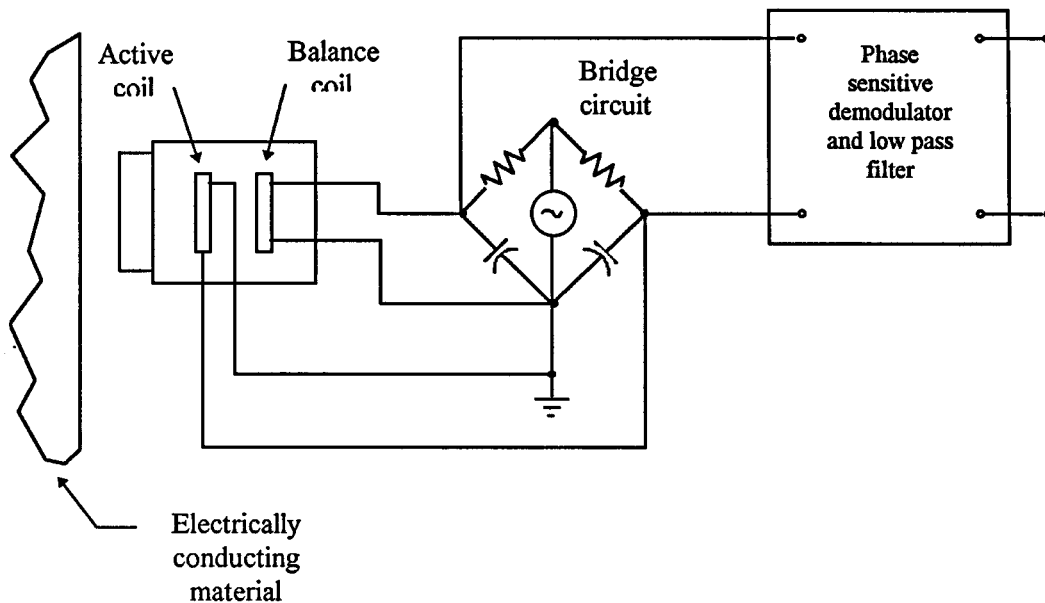 Active
coil
Balance
coil
Bridge
circuit
Phase
sensitive
demodulator
and low pass
filter
Electrically
conducting
material